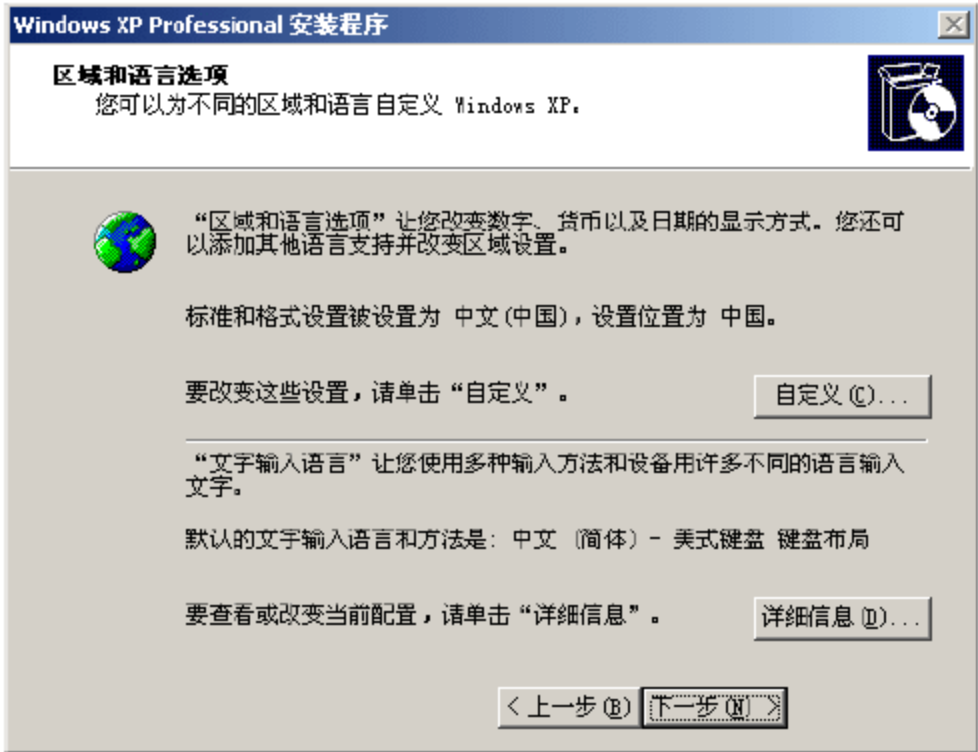 Windows XP Professional 安装程序
区域和语言选项
您可以为不同的区域和语言自定义 Windows XP。
“区域和语言选项”让您改变数字、货币以及日期的显示方式。您还可
以添加其他语言支持并改变区域设置。
标准和格式设置被设置为 中文(中国)，设置位置为 中国。
要改变这些设置，请单击“自定义”。
自定义(C)...
“文字输入语言”让您使用多种输入方法和设备用许多不同的语言输入
文字。
默认的文字输入语言和方法是: 中文 (简体) - 美式键盘 键盘布局
要查看或改变当前配置，请单击“详细信息”。
详细信息(D)...
< 上一步(B)
下一步(N) >